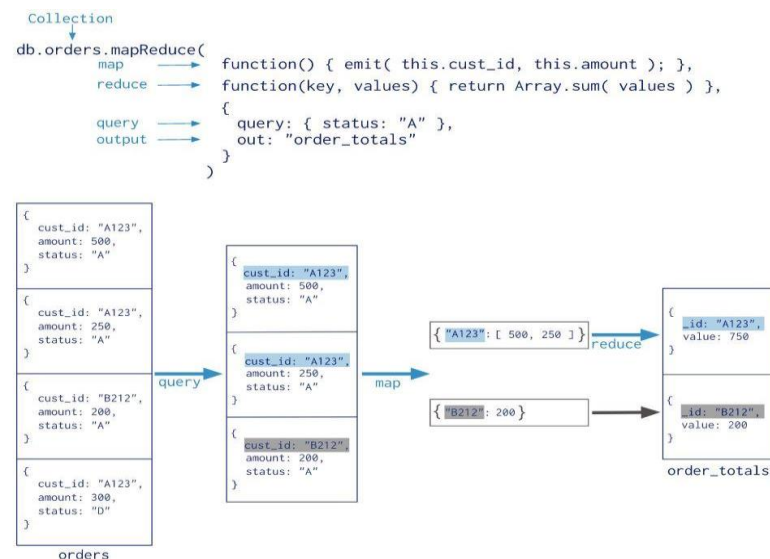 Collection
db.orders.mapReduce(
map function() { emit( this.cust_id, this.amount ); },
reduce function(key, values) { return Array.sum( values ) },
{
query query: { status: "A" },
output out: "order_totals"
}
)
{
cust_id: "A123",
amount: 500,
status: "A"
}
{
cust_id: "A123",
amount: 250,
status: "A"
}
{
cust_id: "B212",
amount: 200,
status: "A"
}
{
cust_id: "A123",
amount: 300,
status: "D"
}
orders
query
{
cust_id: "A123",
amount: 500,
status: "A"
}
{
cust_id: "A123",
amount: 250,
status: "A"
}
{
cust_id: "B212",
amount: 200,
status: "A"
}
map
{ "A123": [ 500, 250 ] }
{ "B212": 200 }
reduce
{
_id: "A123",
value: 750
}
{
_id: "B212",
value: 200
}
order_totals